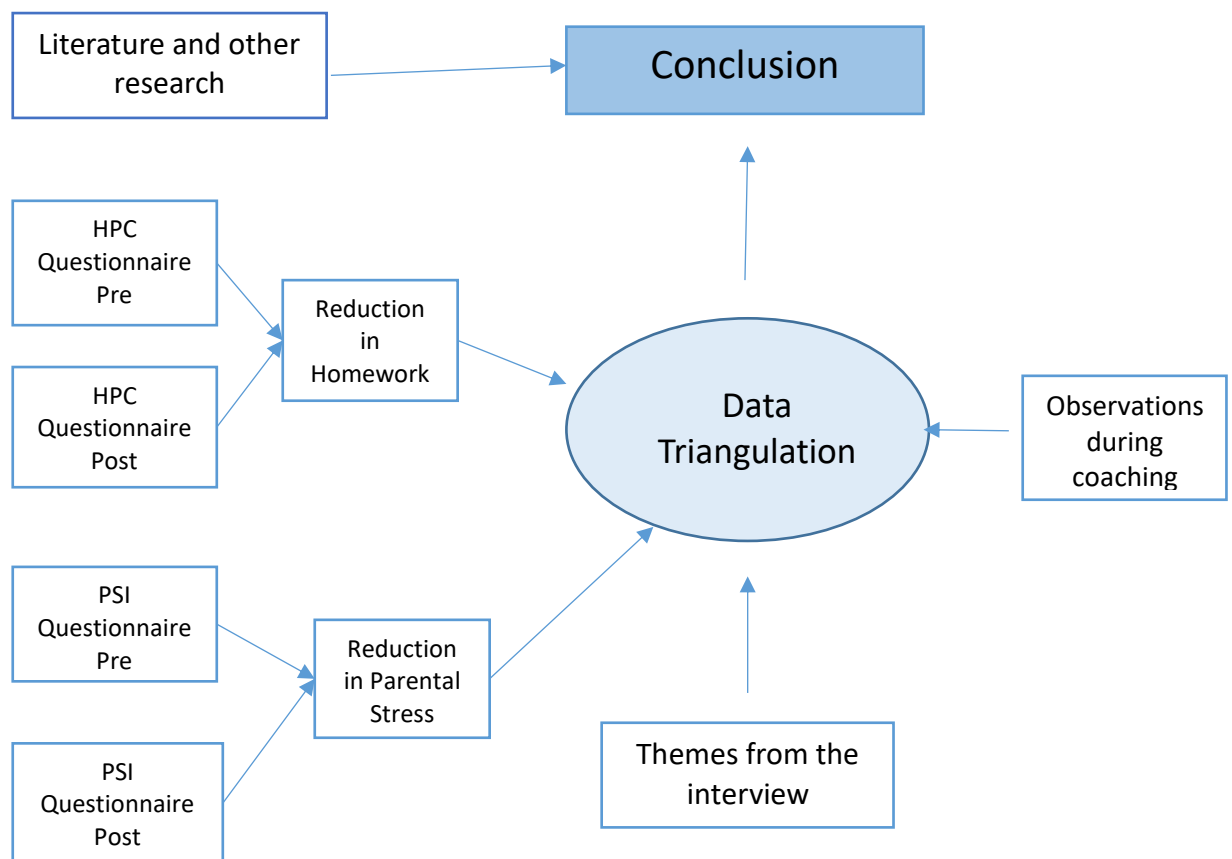 Literature and other
research
Conclusion
HPC
Questionnaire
Pre
Reduction
in
Homework
HPC
Questionnaire
Post
Data
Triangulation
Observations
during
coaching
PSI
Questionnaire
Pre
Reduction
in Parental
Stress
PSI
Questionnaire
Post
Themes from the
interview